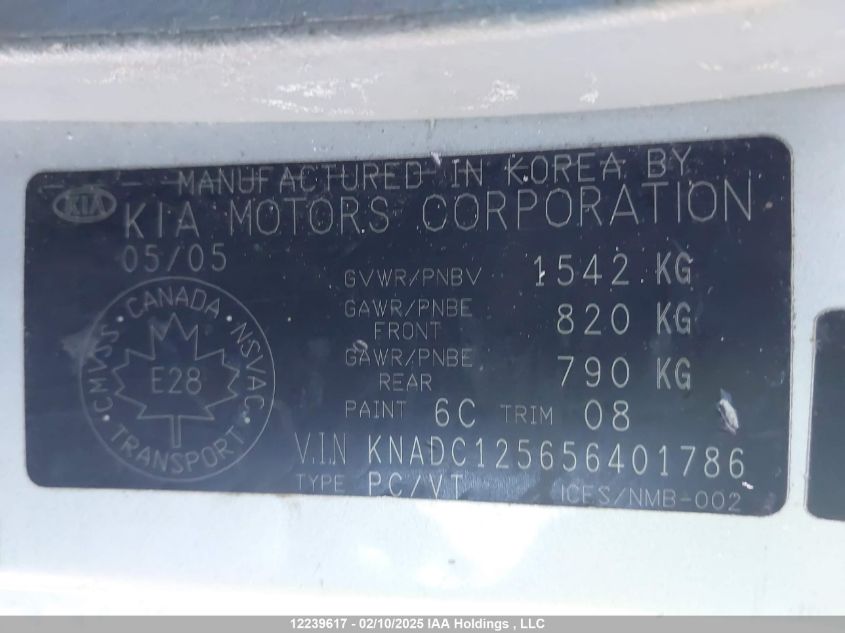 MANUFACTURED IN KOREA BY
KIA
KIA MOTORS CORPORATION
05/05
GVWR/PNBV 1542 KG
GAWR/PNBE FRONT 820 KG
GAWR/PNBE REAR 790 KG
PAINT 6C TRIM 08
CMVSS · CANADA · NSVAC
E28
TRANSPORT
V.I.N KNADC125656401786
TYPE PC/VT ICES/NMB-002
12239617 - 02/10/2025 IAA Holdings , LLC